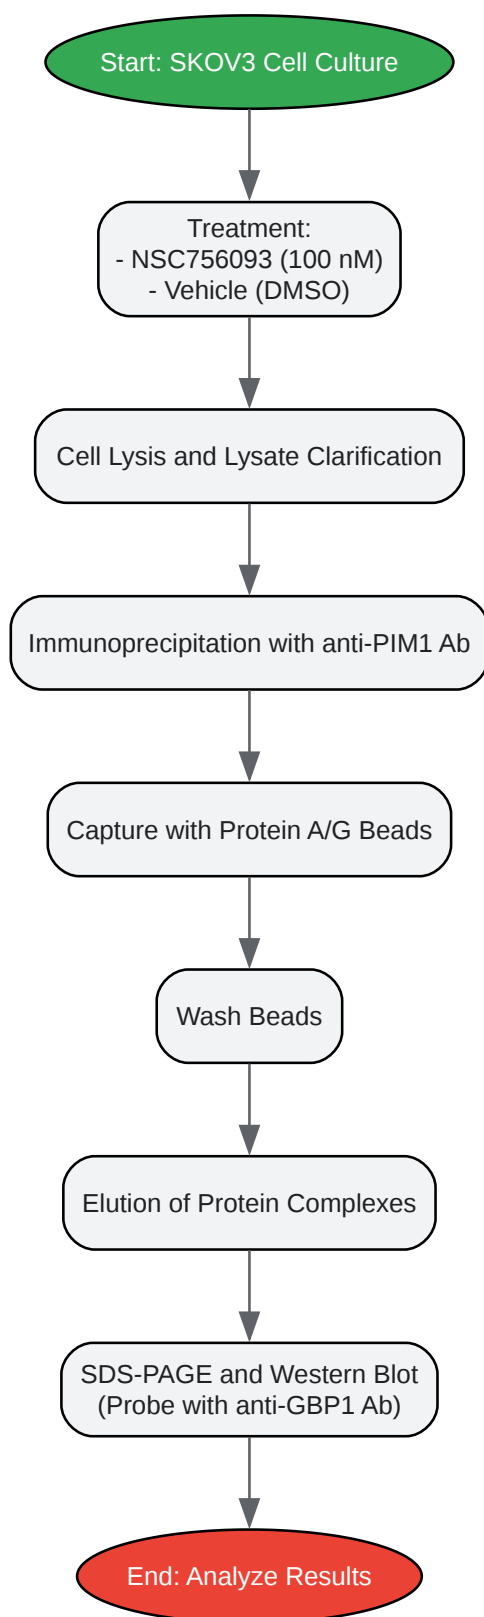 Start: SKOV3 Cell Culture
Treatment:
- NSC756093 (100 nM)
- Vehicle (DMSO)
Cell Lysis and Lysate Clarification
Immunoprecipitation with anti-PIM1 Ab
Capture with Protein A/G Beads
Wash Beads
Elution of Protein Complexes
SDS-PAGE and Western Blot
(Probe with anti-GBP1 Ab)
End: Analyze Results